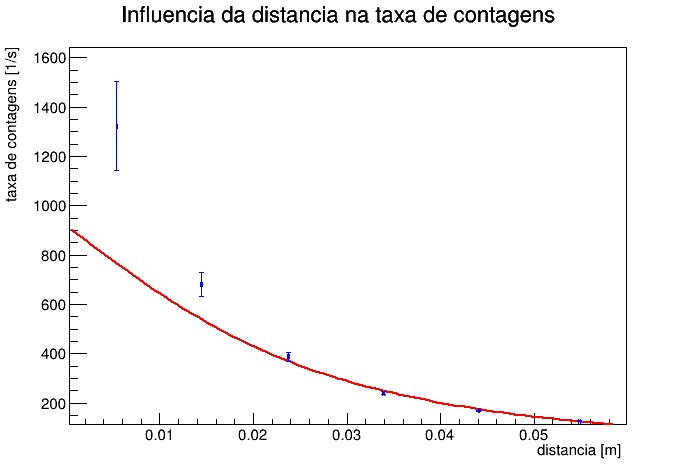 Influencia da distancia na taxa de contagens
taxa de contagens [1/s]
1600
1400
1200
1000
800
600
400
200
0.01 0.02 0.03 0.04 0.05
distancia [m]